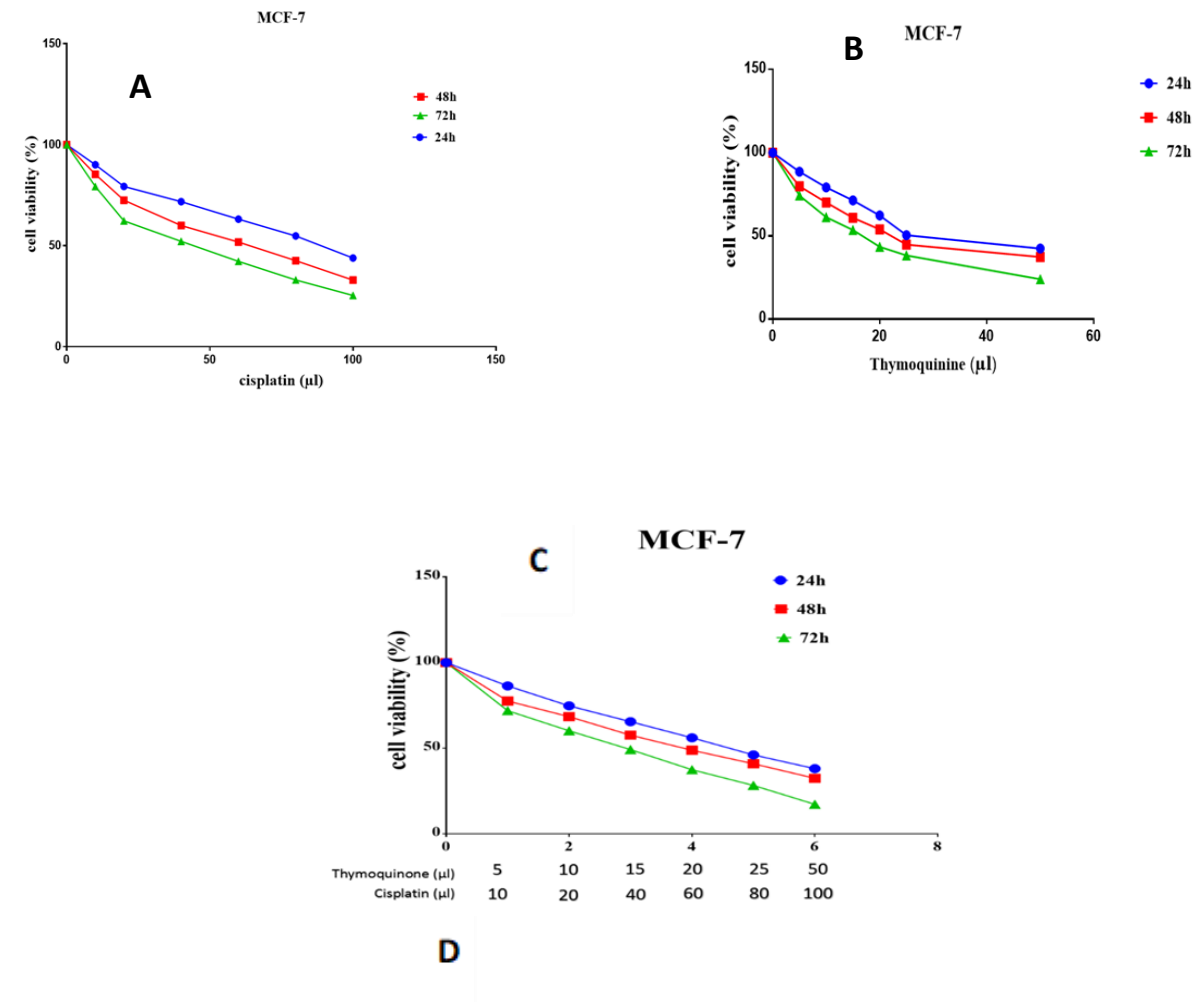 MCF-7
A
150
100
50
0
0 50 100 150
cell viability (%)
cisplatin (µl)
48h
72h
24h
MCF-7
B
150
100
50
0
0 20 40 60
cell viability (%)
Thymoquinine (µl)
24h
48h
72h
MCF-7
C
150
100
50
0
0 2 4 6 8
cell viability (%)
24h
48h
72h
Thymoquinone (µl) 5 10 15 20 25 50
Cisplatin (µl) 10 20 40 60 80 100
D